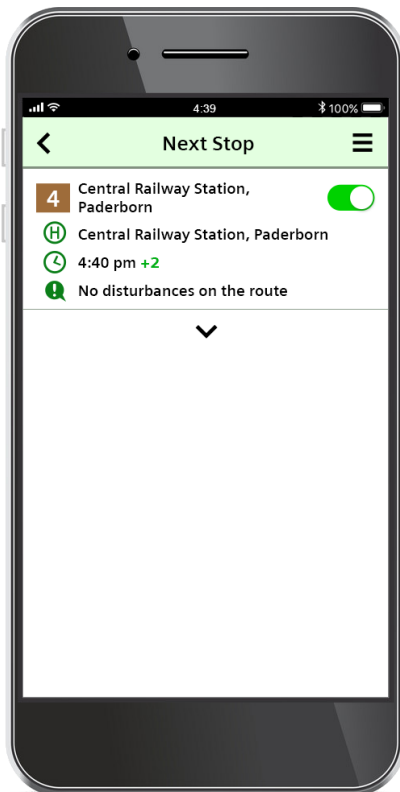 4:39
100%
Next Stop
4
Central Railway Station,
Paderborn
H
Central Railway Station, Paderborn
4:40 pm +2
!
No disturbances on the route